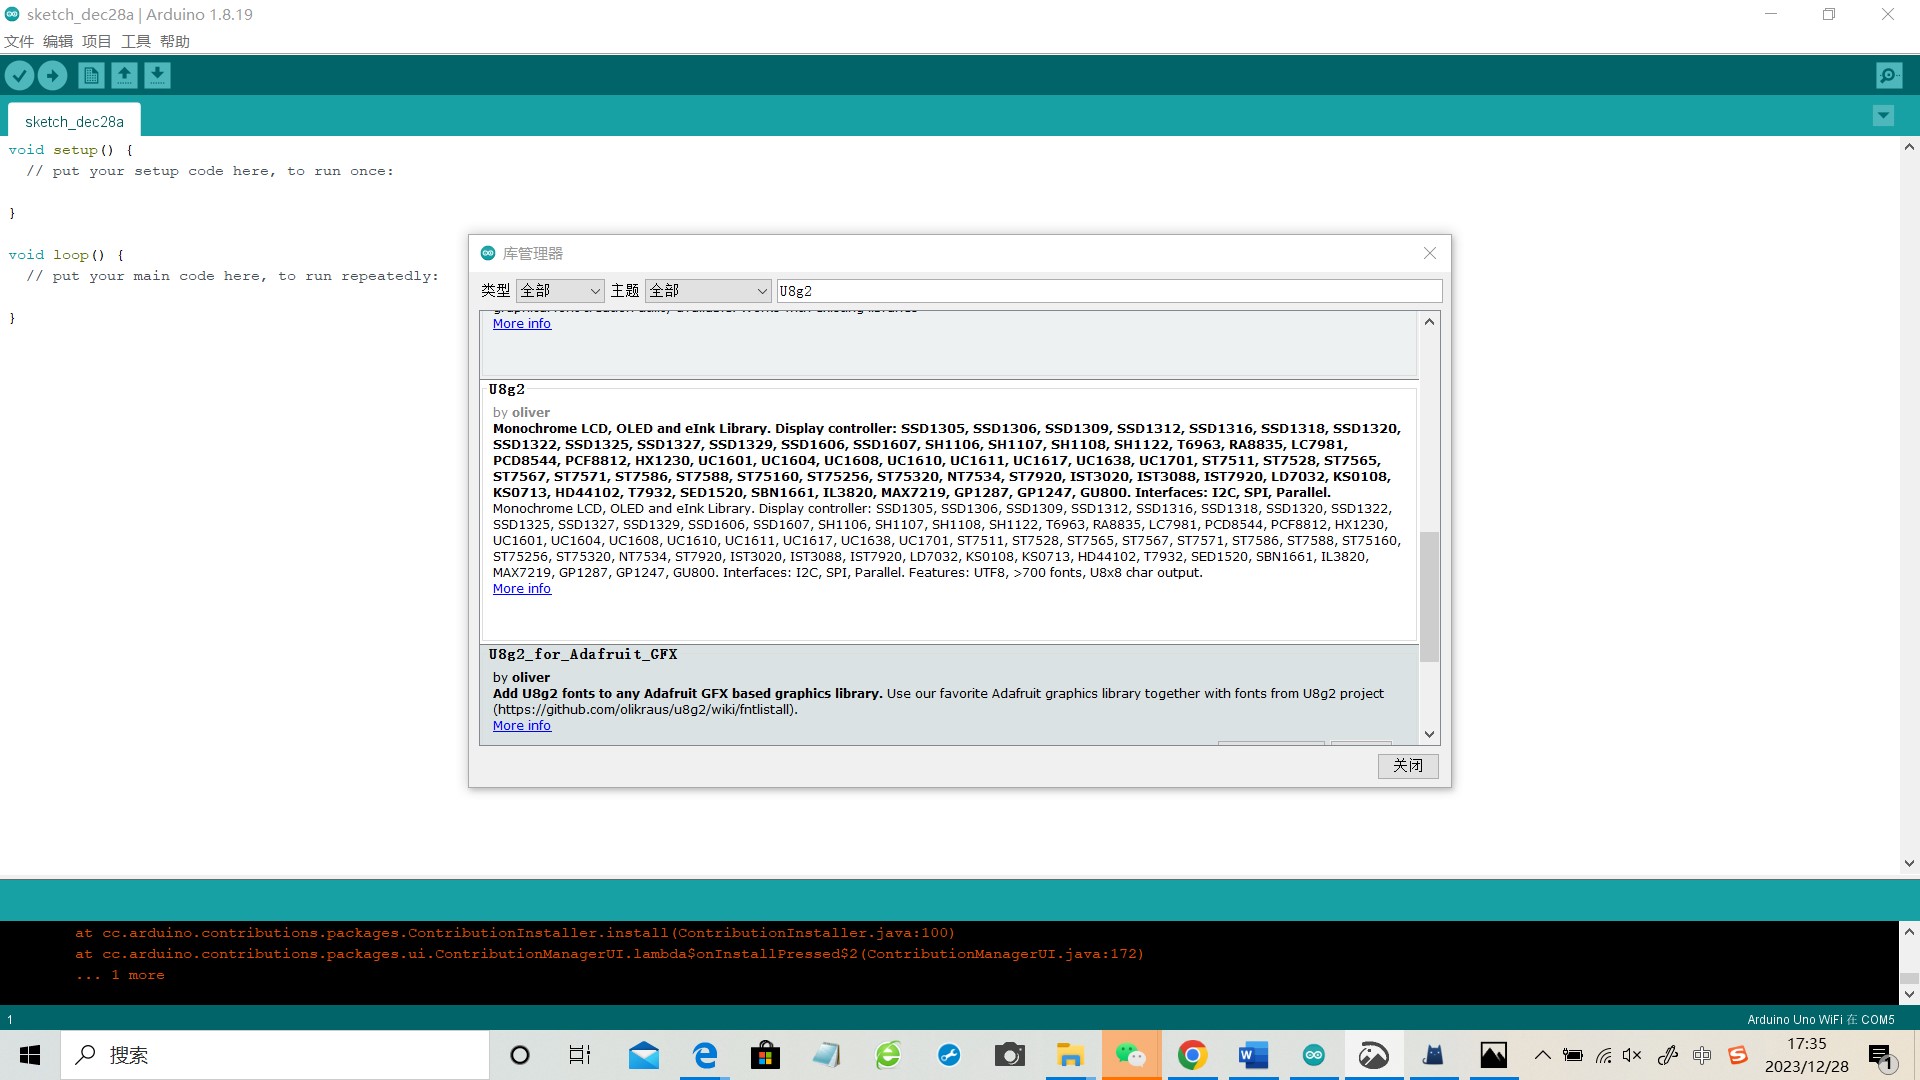 sketch_dec28a | Arduino 1.8.19
文件 编辑 项目 工具 帮助
sketch_dec28a
void setup() {
// put your setup code here, to run once:
}
void loop() {
// put your main code here, to run repeatedly:
}
库管理器
类型 全部 主题 全部 U8g2
More info
U8g2
by oliver
Monochrome LCD, OLED and eInk Library. Display controller: SSD1305, SSD1306, SSD1309, SSD1312, SSD1316, SSD1318, SSD1320,
SSD1322, SSD1325, SSD1327, SSD1329, SSD1606, SSD1607, SH1106, SH1107, SH1108, SH1122, T6963, RA8835, LC7981,
PCD8544, PCF8812, HX1230, UC1601, UC1604, UC1608, UC1610, UC1611, UC1617, UC1638, UC1701, ST7511, ST7528, ST7565,
ST7567, ST7571, ST7586, ST7588, ST75160, ST75256, ST75320, NT7534, ST7920, IST3020, IST3088, IST7920, LD7032, KS0108,
KS0713, HD44102, T7932, SED1520, SBN1661, IL3820, MAX7219, GP1287, GP1247, GU800. Interfaces: I2C, SPI, Parallel.
Monochrome LCD, OLED and eInk Library. Display controller: SSD1305, SSD1306, SSD1309, SSD1312, SSD1316, SSD1318, SSD1320, SSD1322,
SSD1325, SSD1327, SSD1329, SSD1606, SSD1607, SH1106, SH1107, SH1108, SH1122, T6963, RA8835, LC7981, PCD8544, PCF8812, HX1230,
UC1601, UC1604, UC1608, UC1610, UC1611, UC1617, UC1638, UC1701, ST7511, ST7528, ST7565, ST7567, ST7571, ST7586, ST7588, ST75160,
ST75256, ST75320, NT7534, ST7920, IST3020, IST3088, IST7920, LD7032, KS0108, KS0713, HD44102, T7932, SED1520, SBN1661, IL3820,
MAX7219, GP1287, GP1247, GU800. Interfaces: I2C, SPI, Parallel. Features: UTF8, >700 fonts, U8x8 char output.
More info
U8g2_for_Adafruit_GFX
by oliver
Add U8g2 fonts to any Adafruit GFX based graphics library. Use our favorite Adafruit graphics library together with fonts from U8g2 project
(https://github.com/olikraus/u8g2/wiki/fntlistall).
More info
关闭
at cc.arduino.contributions.packages.ContributionInstaller.install(ContributionInstaller.java:100)
at cc.arduino.contributions.packages.ui.ContributionManagerUI.lambda$onInstallPressed$2(ContributionManagerUI.java:172)
... 1 more
1
Arduino Uno WiFi 在 COM5
搜索
中
17:35
2023/12/28
1